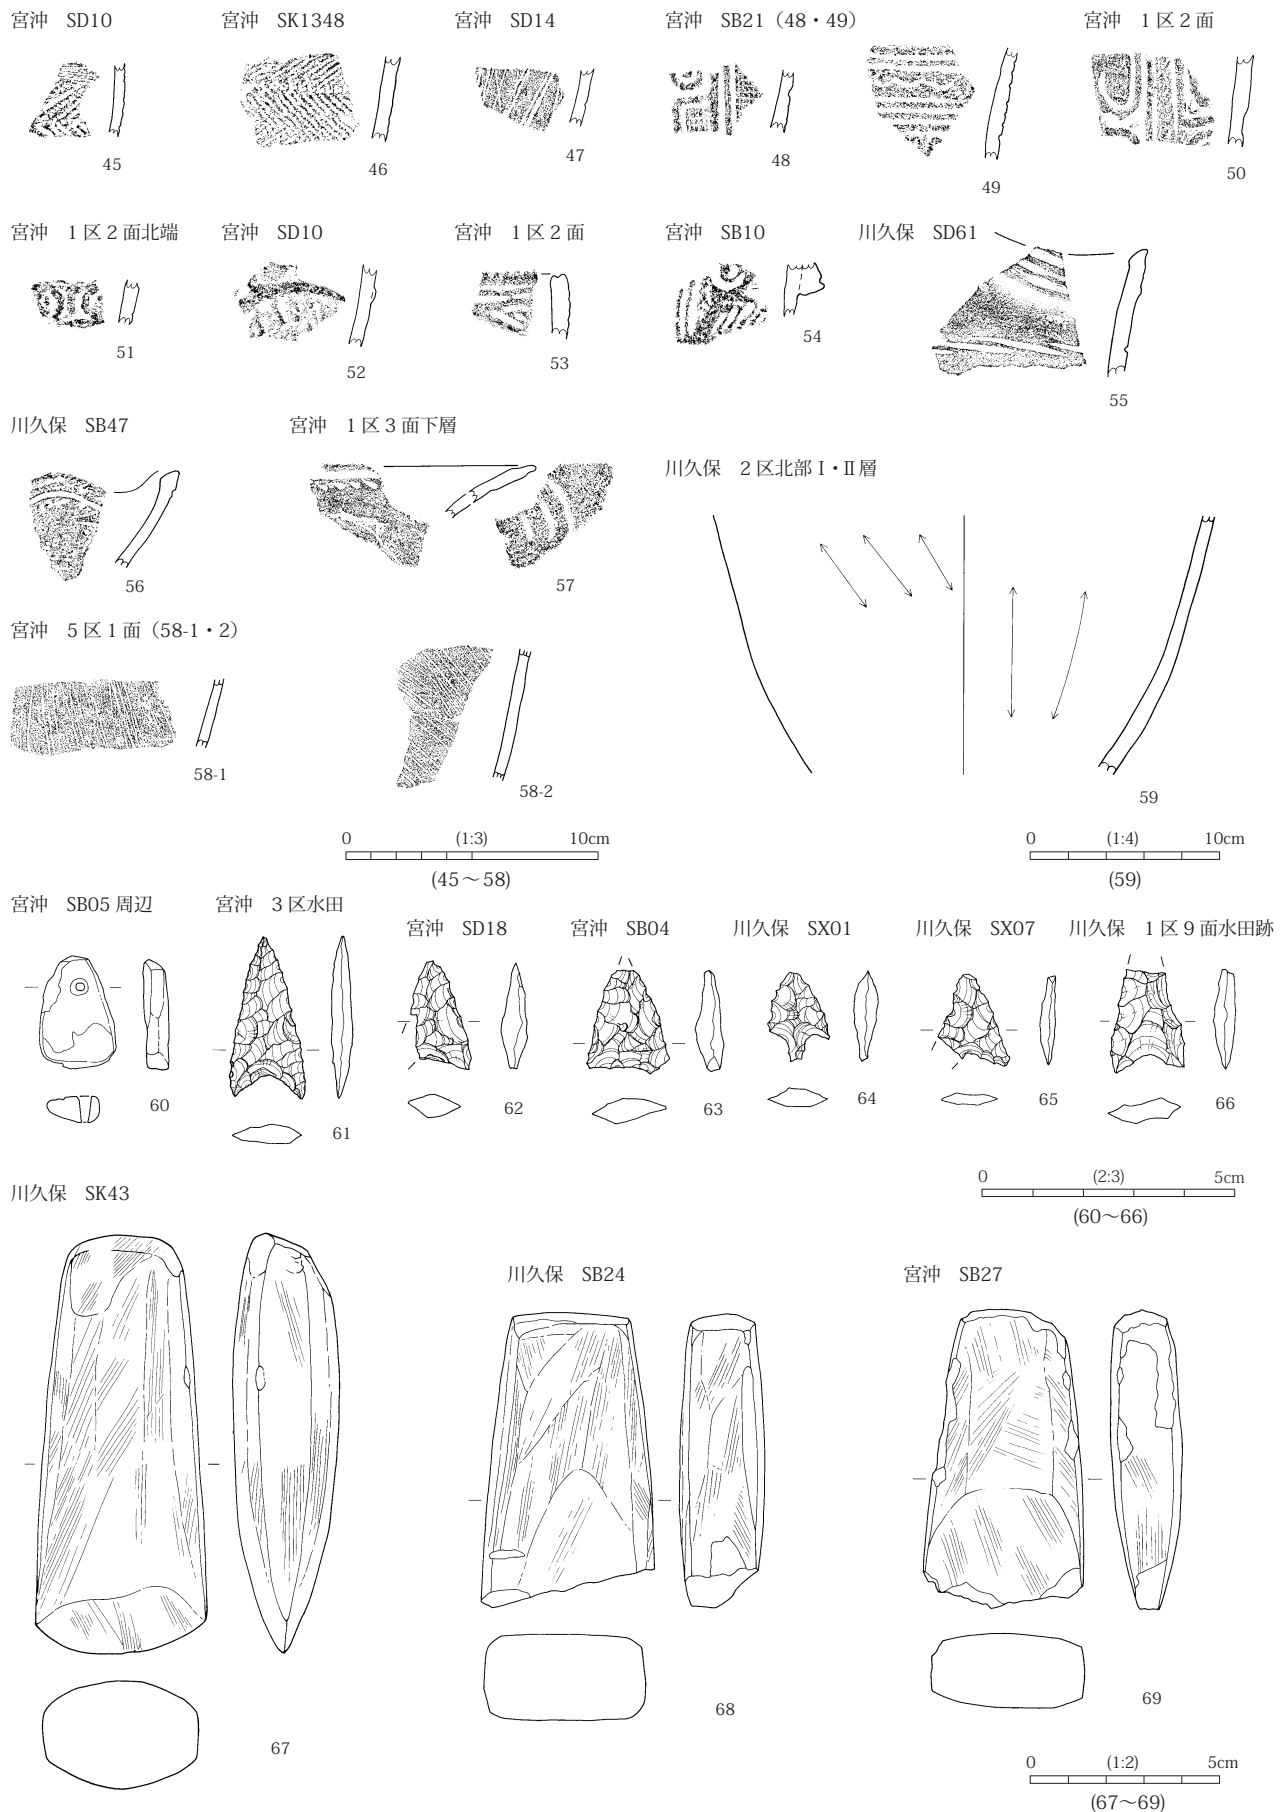 宮沖　SD10　宮沖　SK1348　宮沖　SD14　宮沖　SB21（48・49）　宮沖　1区2面
45　46　47　48　49　50
宮沖　1区2面北端　宮沖　SD10　宮沖　1区2面　宮沖　SB10　川久保　SD61
51　52　53　54　55
川久保　SB47　宮沖　1区3面下層
川久保　2区北部Ⅰ・Ⅱ層
56　57
宮沖　5区1面（58-1・2）
58-1　58-2　59
0　(1:3)　10cm　0　(1:4)　10cm
(45～58)　(59)
宮沖　SB05周辺　宮沖　3区水田
宮沖　SD18　宮沖　SB04　川久保　SX01　川久保　SX07　川久保　1区9面水田跡
60　61　62　63　64　65　66
0　(2:3)　5cm
(60～66)
川久保　SK43
川久保　SB24　宮沖　SB27
67　68　69
0　(1:2)　5cm
(67～69)